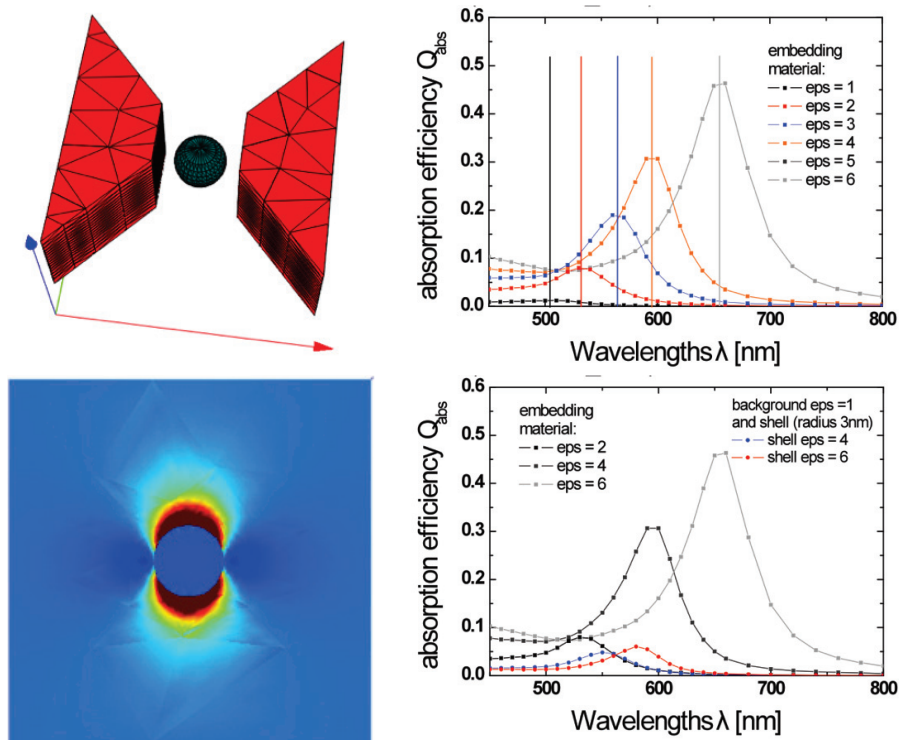 absorption efficiency Q_abs
0.6
0.5
0.4
0.3
0.2
0.1
0.0
500
600
700
800
Wavelengths λ [nm]
embedding
material:
eps = 1
eps = 2
eps = 3
eps = 4
eps = 5
eps = 6
absorption efficiency Q_abs
0.6
0.5
0.4
0.3
0.2
0.1
0.0
500
600
700
800
Wavelengths λ [nm]
embedding
material:
eps = 2
eps = 4
eps = 6
background eps =1
and shell (radius 3nm)
shell eps = 4
shell eps = 6